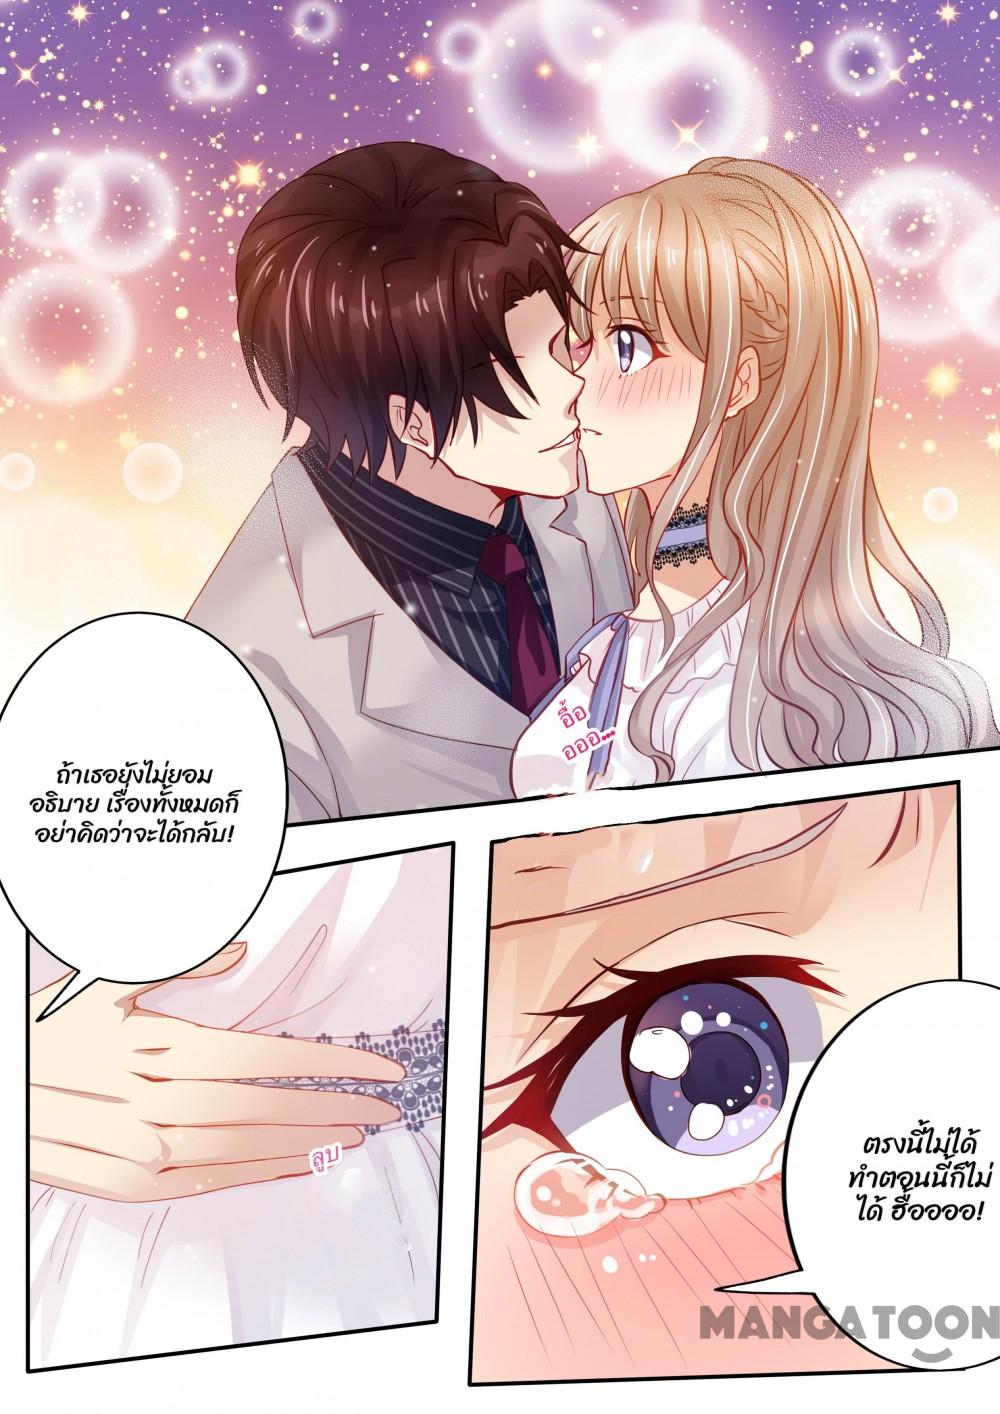 อื้อ
อออ...
ถ้าเธอยังไม่ยอม
อธิบาย เรื่องทั้งหมดก็
อย่าคิดว่าจะได้กลับ!
ลูบ
ตรงนี้ไม่ได้
ทำตอนนี้ก็ไม่
ได้ ฮื้อออออ!
MANGATOON